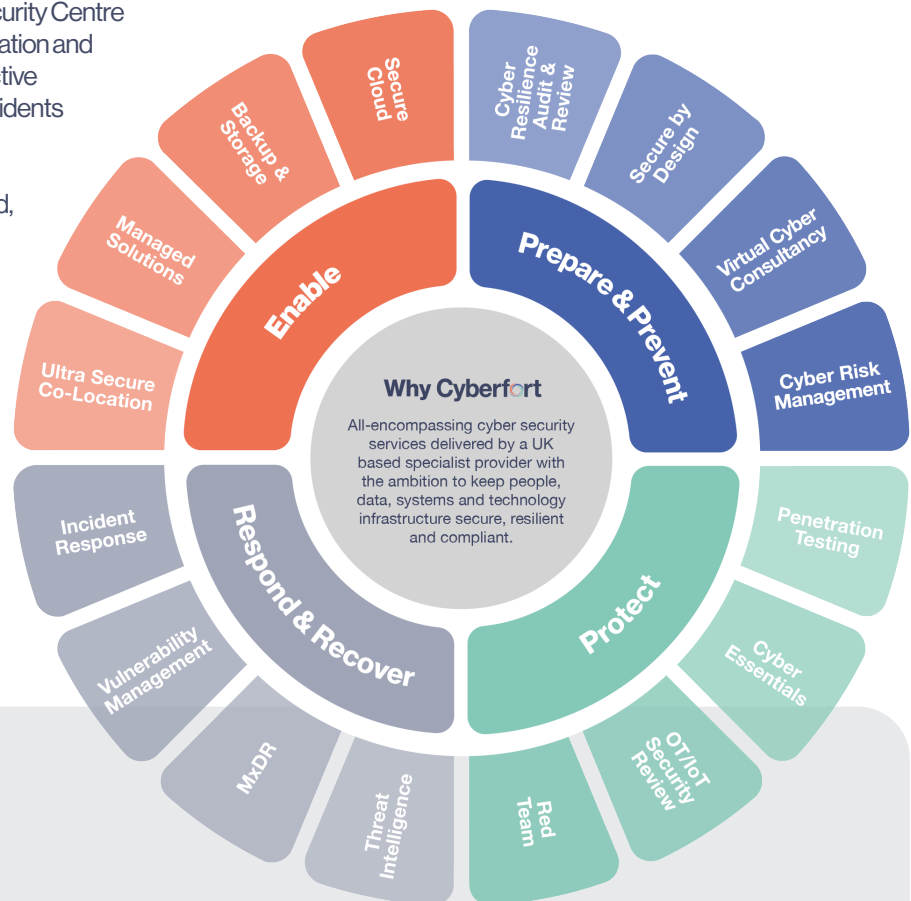 curity Centre
ation and
ctive
idents
d,
Secure
Cloud
Backup &
Storage
Managed
Solutions
Ultra Secure
Co-Location
Enable
Cyber
Resilience
Audit &
Review
Secure by
Design
Virtual Cyber
Consultancy
Cyber Risk
Management
Prepare & Prevent
Why Cyberfort
All-encompassing cyber security
services delivered by a UK
based specialist provider with
the ambition to keep people,
data, systems and technology
infrastructure secure, resilient
and compliant.
Incident
Response
Vulnerability
Management
MxDR
Threat
Intelligence
Respond & Recover
Protect
Penetration
Testing
Cyber
Essentials
OT/IoT
Security
Review
Red
Team